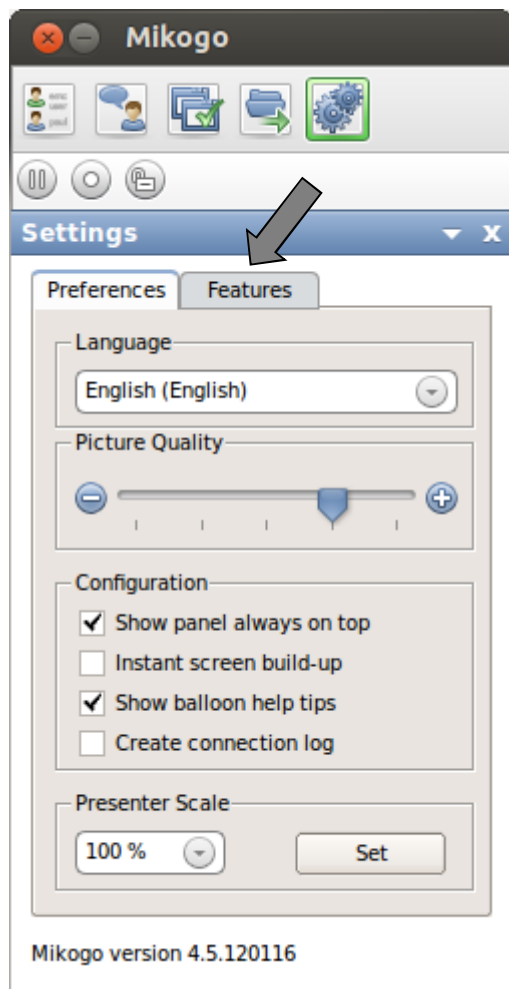 Mikogo
Settings
Preferences Features
Language
English (English)
Picture Quality
Configuration
Show panel always on top
Instant screen build-up
Show balloon help tips
Create connection log
Presenter Scale
100 % Set
Mikogo version 4.5.120116